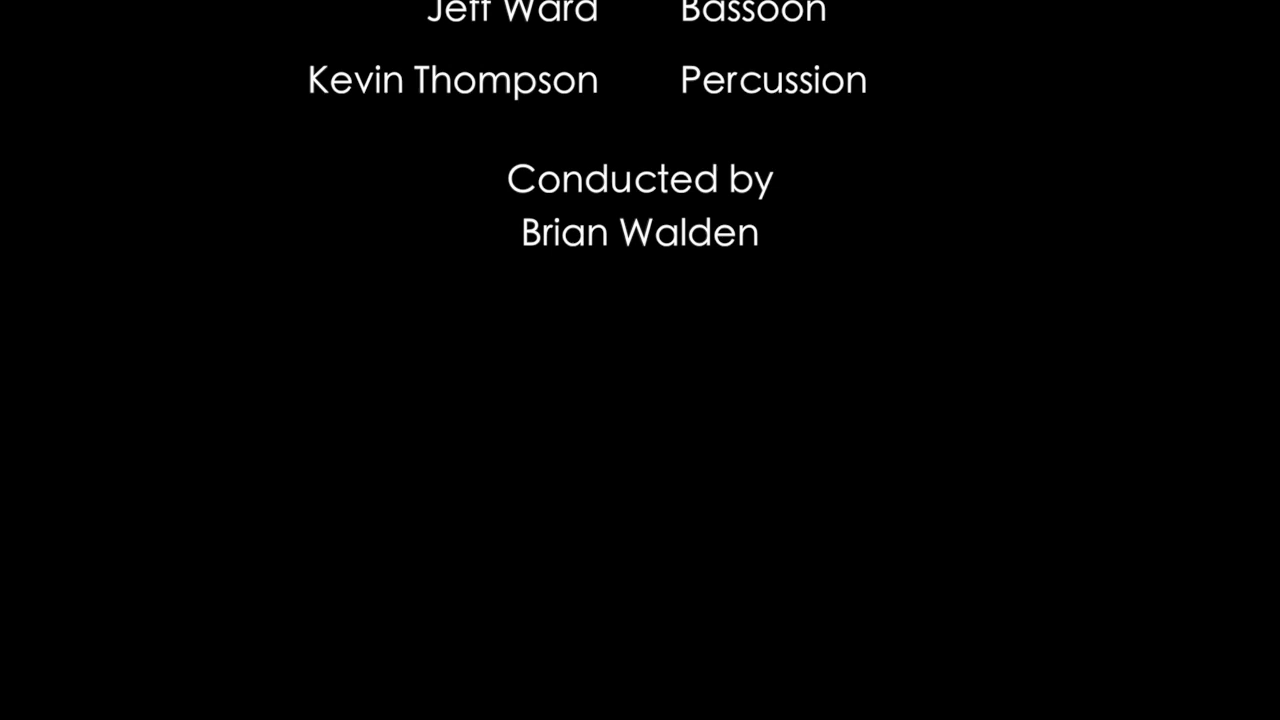 Jeff Ward Bassoon
Kevin Thompson Percussion
Conducted by
Brian Walden